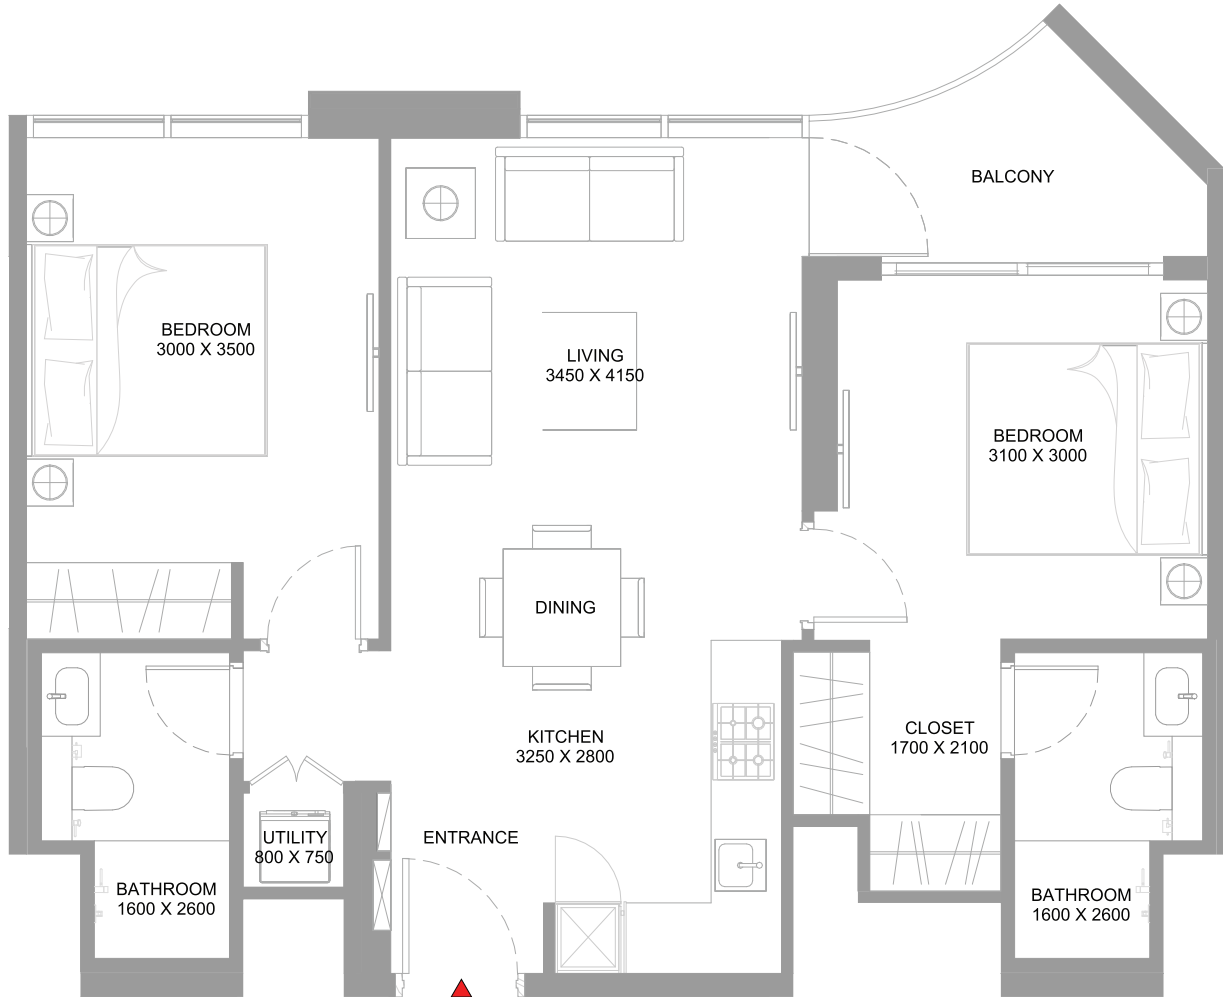 BALCONY
BEDROOM
3000 X 3500
LIVING
3450 X 4150
BEDROOM
3100 X 3000
DINING
KITCHEN
3250 X 2800
CLOSET
1700 X 2100
ENTRANCE
UTILITY
800 X 750
BATHROOM
1600 X 2600
BATHROOM
1600 X 2600